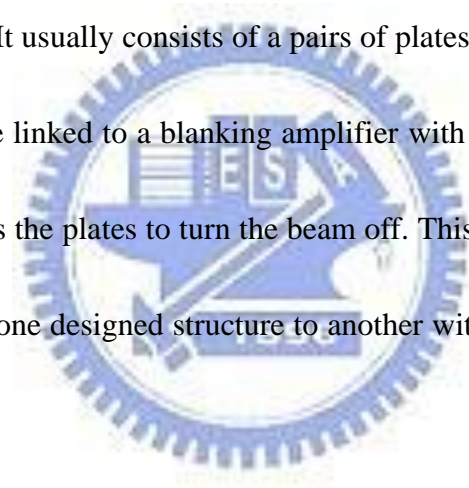 It usually consists of a pairs of plates
linked to a blanking amplifier with
the plates to turn the beam off. This
one designed structure to another
ES